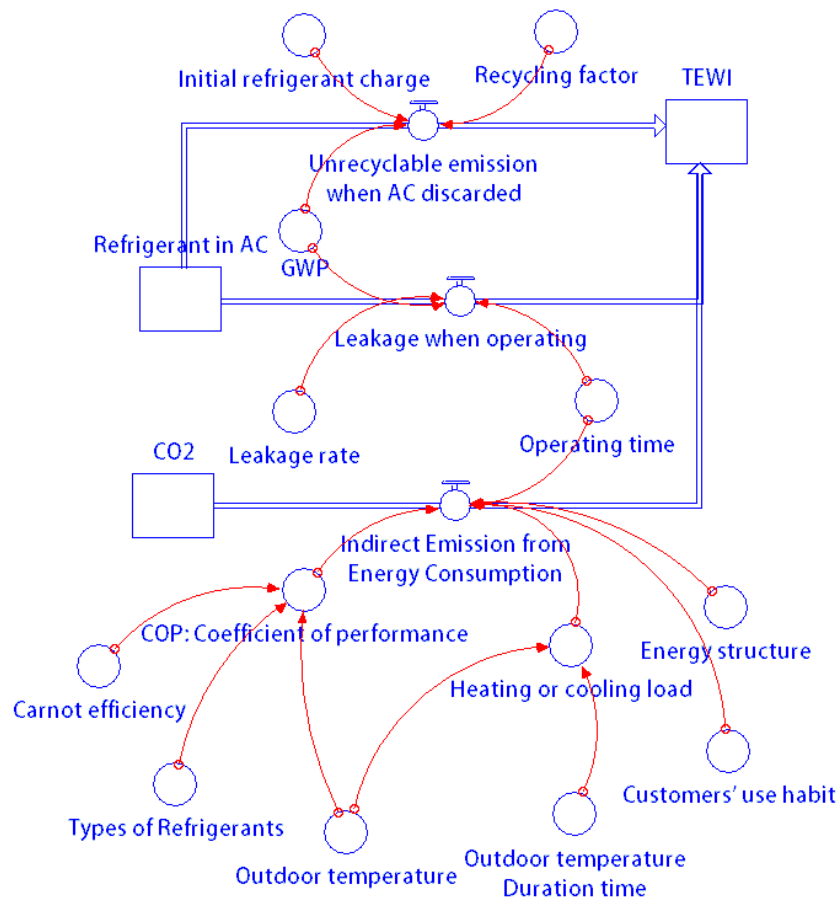 Initial refrigerant charge
Recycling factor
TEWI
Unrecyclable emission
when AC discarded
Refrigerant in AC
GWP
Leakage when operating
Leakage rate
Operating time
CO2
Indirect Emission from
Energy Consumption
COP: Coefficient of performance
Energy structure
Heating or cooling load
Carnot efficiency
Customers’ use habit
Types of Refrigerants
Outdoor temperature
Outdoor temperature
Duration time